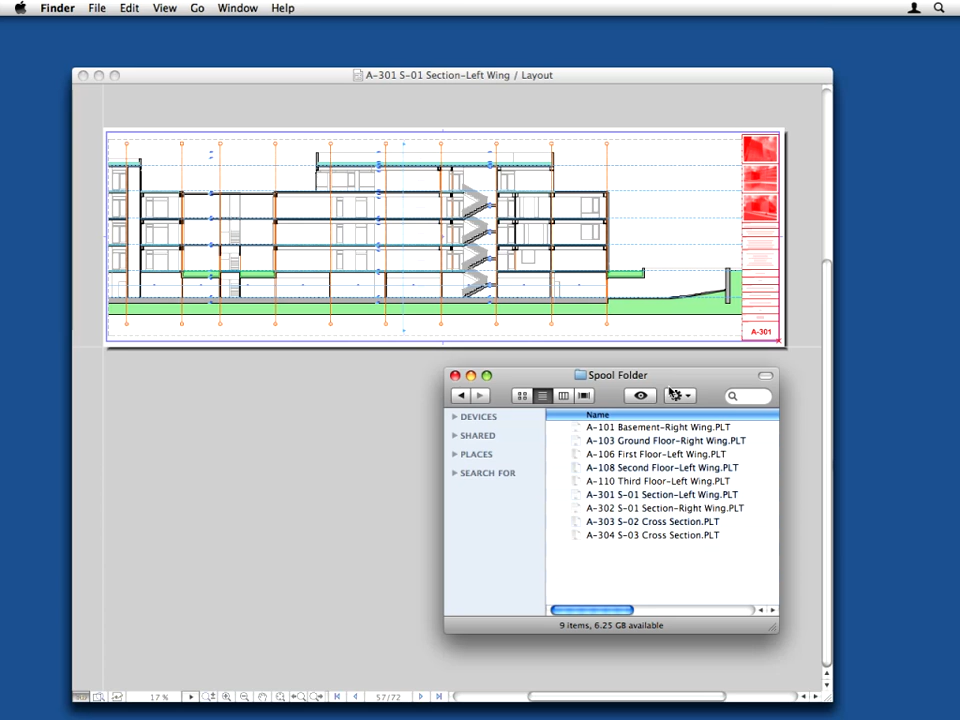 Finder File Edit View Go Window Help
A-301 S-01 Section-Left Wing / Layout
A-301
Spool Folder
DEVICES
SHARED
PLACES
SEARCH FOR
Name
A-101 Basement-Right Wing.PLT
A-103 Ground Floor-Right Wing.PLT
A-106 First Floor-Left Wing.PLT
A-108 Second Floor-Left Wing.PLT
A-110 Third Floor-Left Wing.PLT
A-301 S-01 Section-Left Wing.PLT
A-302 S-01 Section-Right Wing.PLT
A-303 S-02 Cross Section.PLT
A-304 S-03 Cross Section.PLT
9 items, 6.25 GB available
17 %
57/72